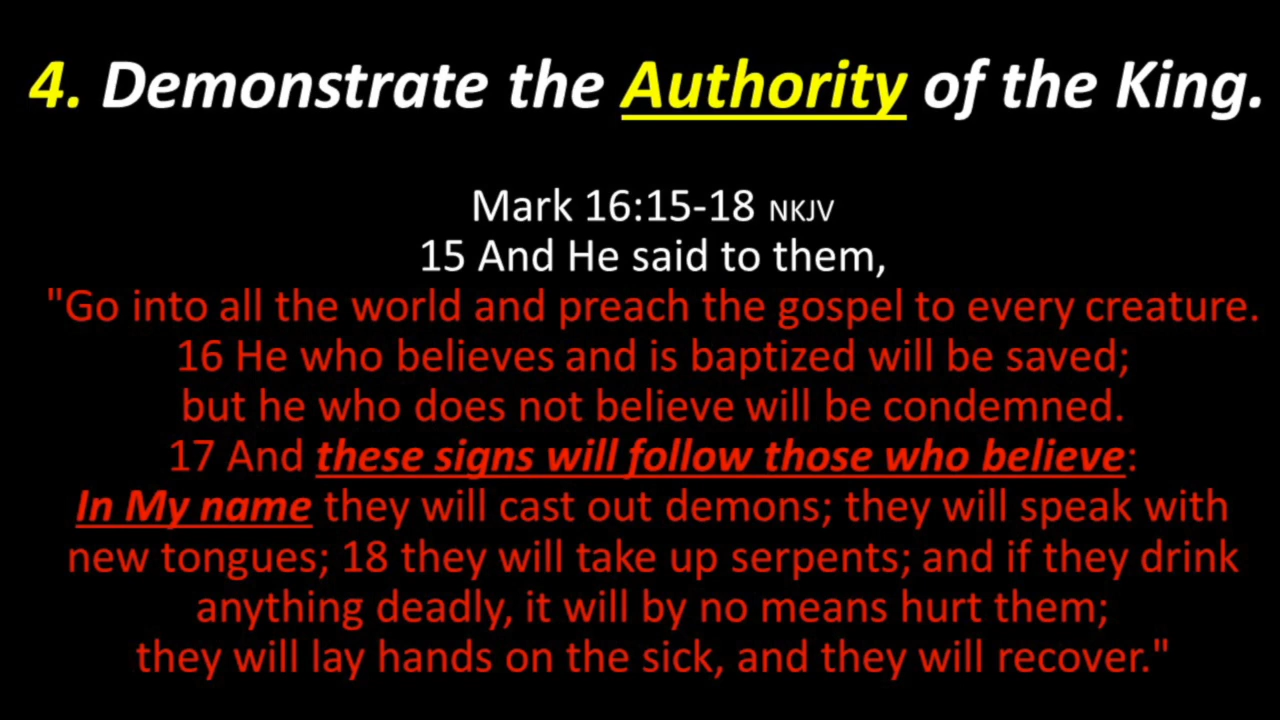 4. Demonstrate the Authority of the King.
Mark 16:15-18 NKJV
15 And He said to them,
"Go into all the world and preach the gospel to every creature.
16 He who believes and is baptized will be saved;
but he who does not believe will be condemned.
17 And these signs will follow those who believe:
In My name they will cast out demons; they will speak with
new tongues; 18 they will take up serpents; and if they drink
anything deadly, it will by no means hurt them;
they will lay hands on the sick, and they will recover."